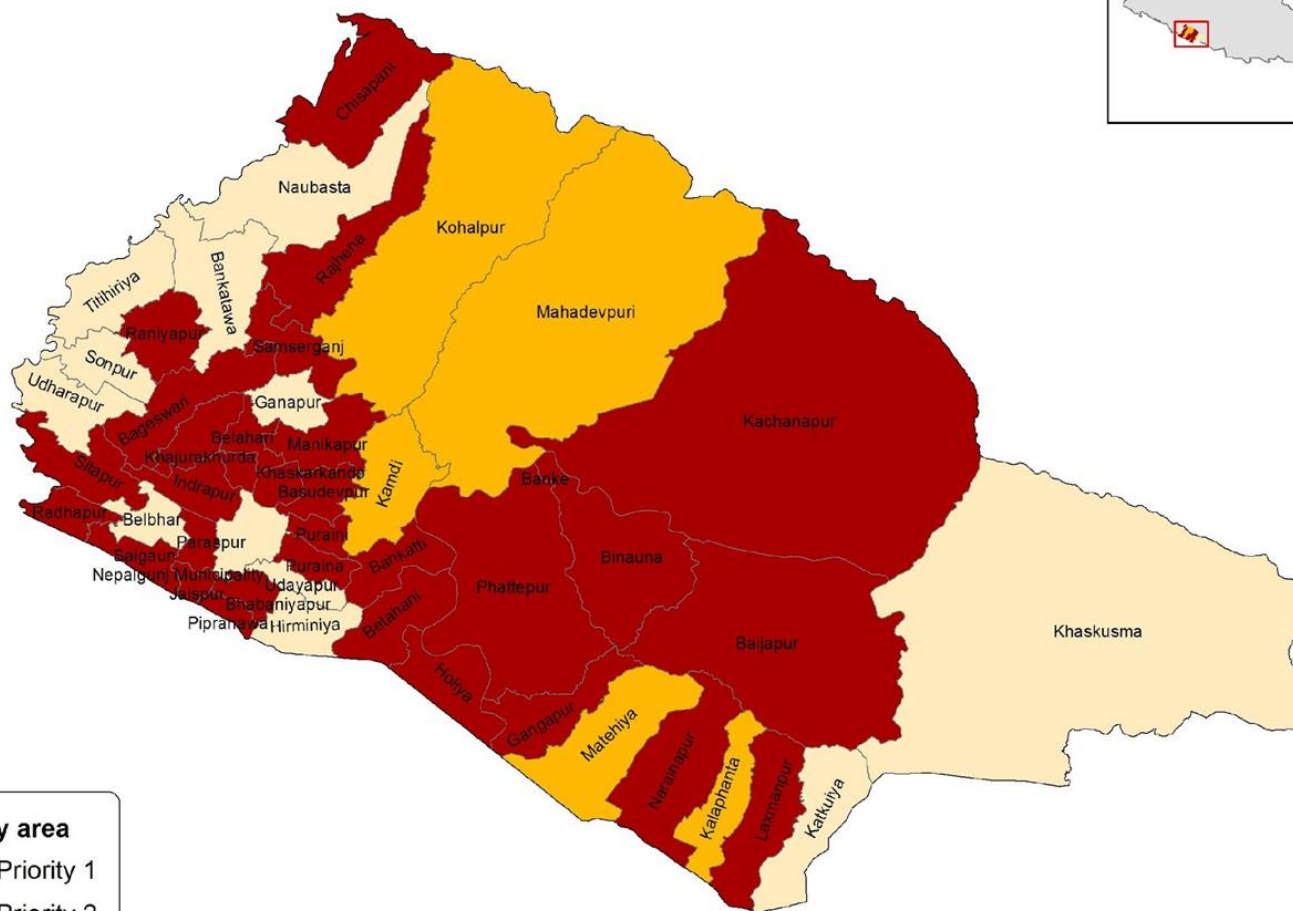 Chisapani
Naubasta
Kohalpur
Rajhena
Bankatawa
Titihiriya
Mahadevpuri
Raniyapur
Samserganj
Sonpur
Udharapur
Ganapur
Bageswari
Kachanapur
Belahari
Manikapur
Khajurakhurda
Khaskarkando
Sitapur
Indrapur
Basudevpur
Kamdi
Banke
Radhapur
Belbhar
Paraspur
Puraini
Saigaun
Bankatti
Binauna
Puraina
Nepalgunj Municipality
Udayapur
Phattepur
Jaispur
Bhabaniyapur
Betahani
Piprahawa
Hirminiya
Baijapur
Khaskusma
Holiya
Gangapur
Matehiya
Narainapur
Kalaphanta
Laxmanpur
Katkuiya
y area
Priority 1